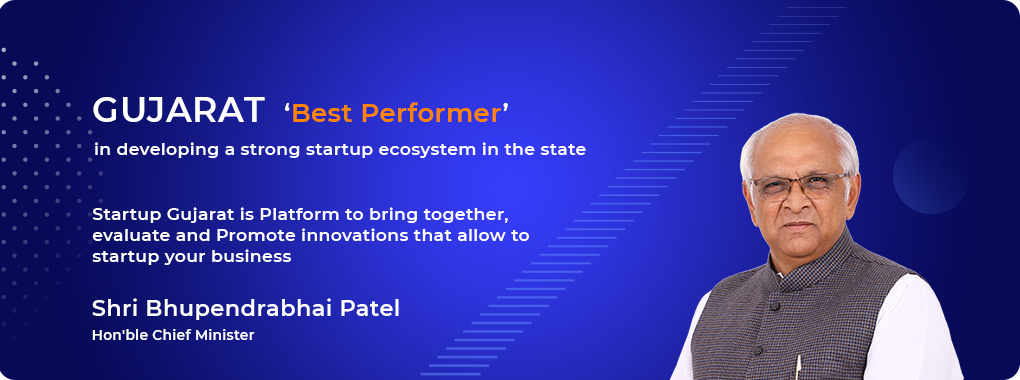 GUJARAT ‘Best Performer’
in developing a strong startup ecosystem in the state
Startup Gujarat is Platform to bring together,
evaluate and Promote innovations that allow to
startup your business
Shri Bhupendrabhai Patel
Hon'ble Chief Minister